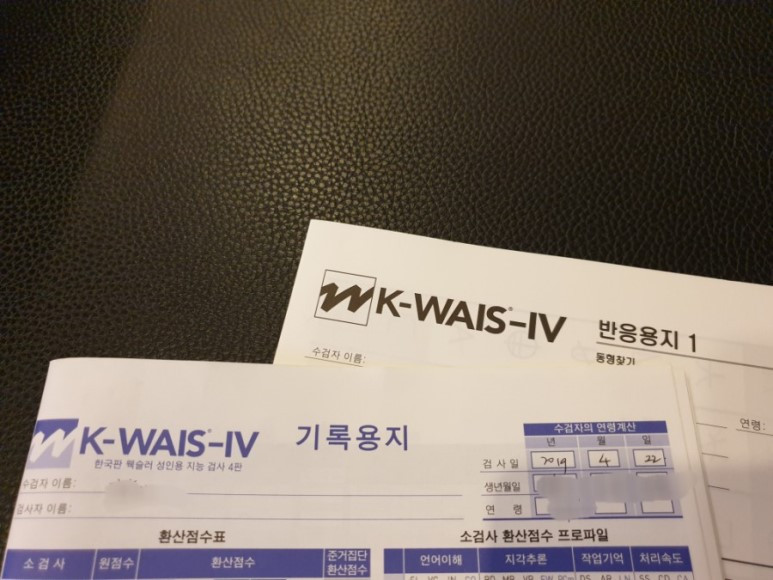 K-WAIS®-IV 반응용지 1
수검자 이름:
동형찾기
연령:
K-WAIS®-IV 기록용지
한국판 웩슬러 성인용 지능 검사 4판
수검자 이름:
검사자 이름:
수검자의 연령계산
년 월 일
검사일 2019 4 22
생년월일
연 령
환산점수표
소검사 원점수 환산점수 준거집단 환산점수
소검사 환산점수 프로파일
언어이해 지각추론 작업기억 처리속도